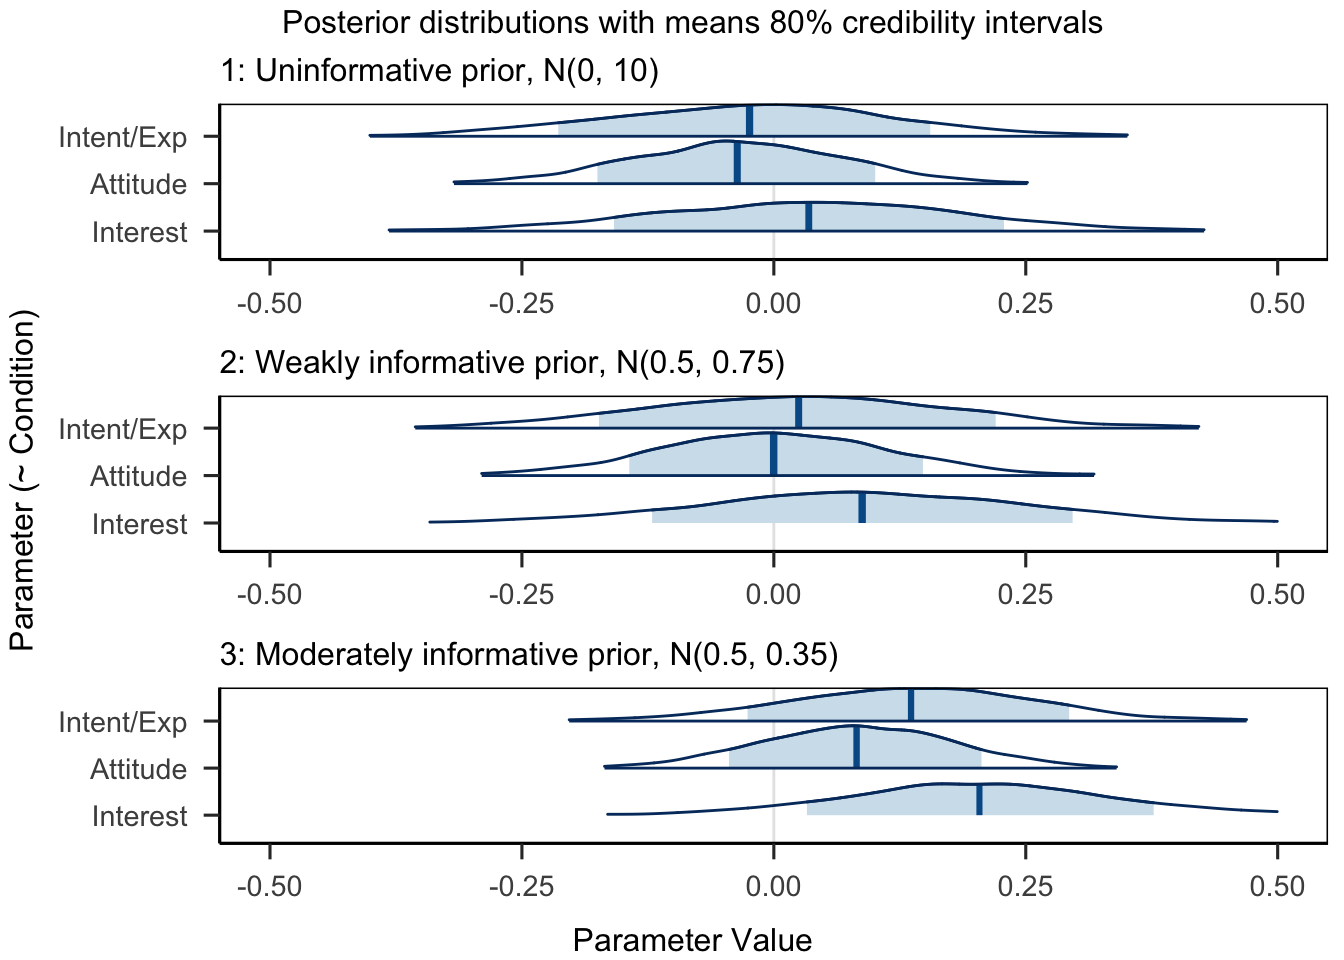 Posterior distributions with means 80% credibility intervals
1: Uninformative prior, N(0, 10)
Intent/Exp
Attitude
Interest
-0.50 -0.25 0.00 0.25 0.50
2: Weakly informative prior, N(0.5, 0.75)
Intent/Exp
Attitude
Interest
-0.50 -0.25 0.00 0.25 0.50
3: Moderately informative prior, N(0.5, 0.35)
Intent/Exp
Attitude
Interest
-0.50 -0.25 0.00 0.25 0.50
Parameter Value
Parameter (~ Condition)